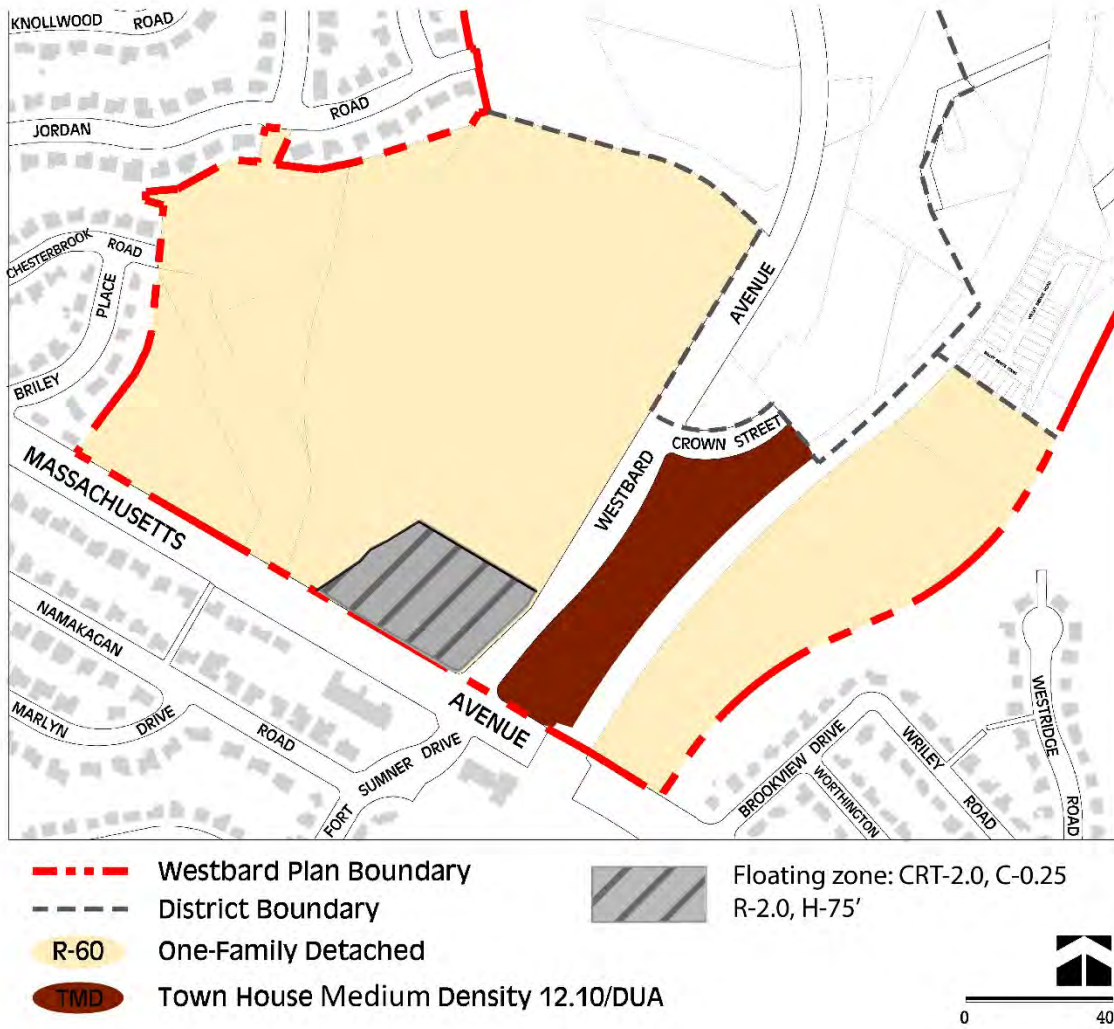 KNOLLWOOD ROAD
JORDAN ROAD
CHESTERBROOK ROAD
BRILEY PLACE
MASSACHUSETTS AVENUE
WESTBARD AVENUE
CROWN STREET
NAMAKAGAN ROAD
MARLYN DRIVE
FORT SUMNER DRIVE
BROOKVIEW DRIVE
WORTHINGTON
WRILEY ROAD
WESTRIDGE ROAD
Westbard Plan Boundary
District Boundary
R-60 One-Family Detached
TMD Town House Medium Density 12.10/DUA
Floating zone: CRT-2.0, C-0.25
R-2.0, H-75′
0 40